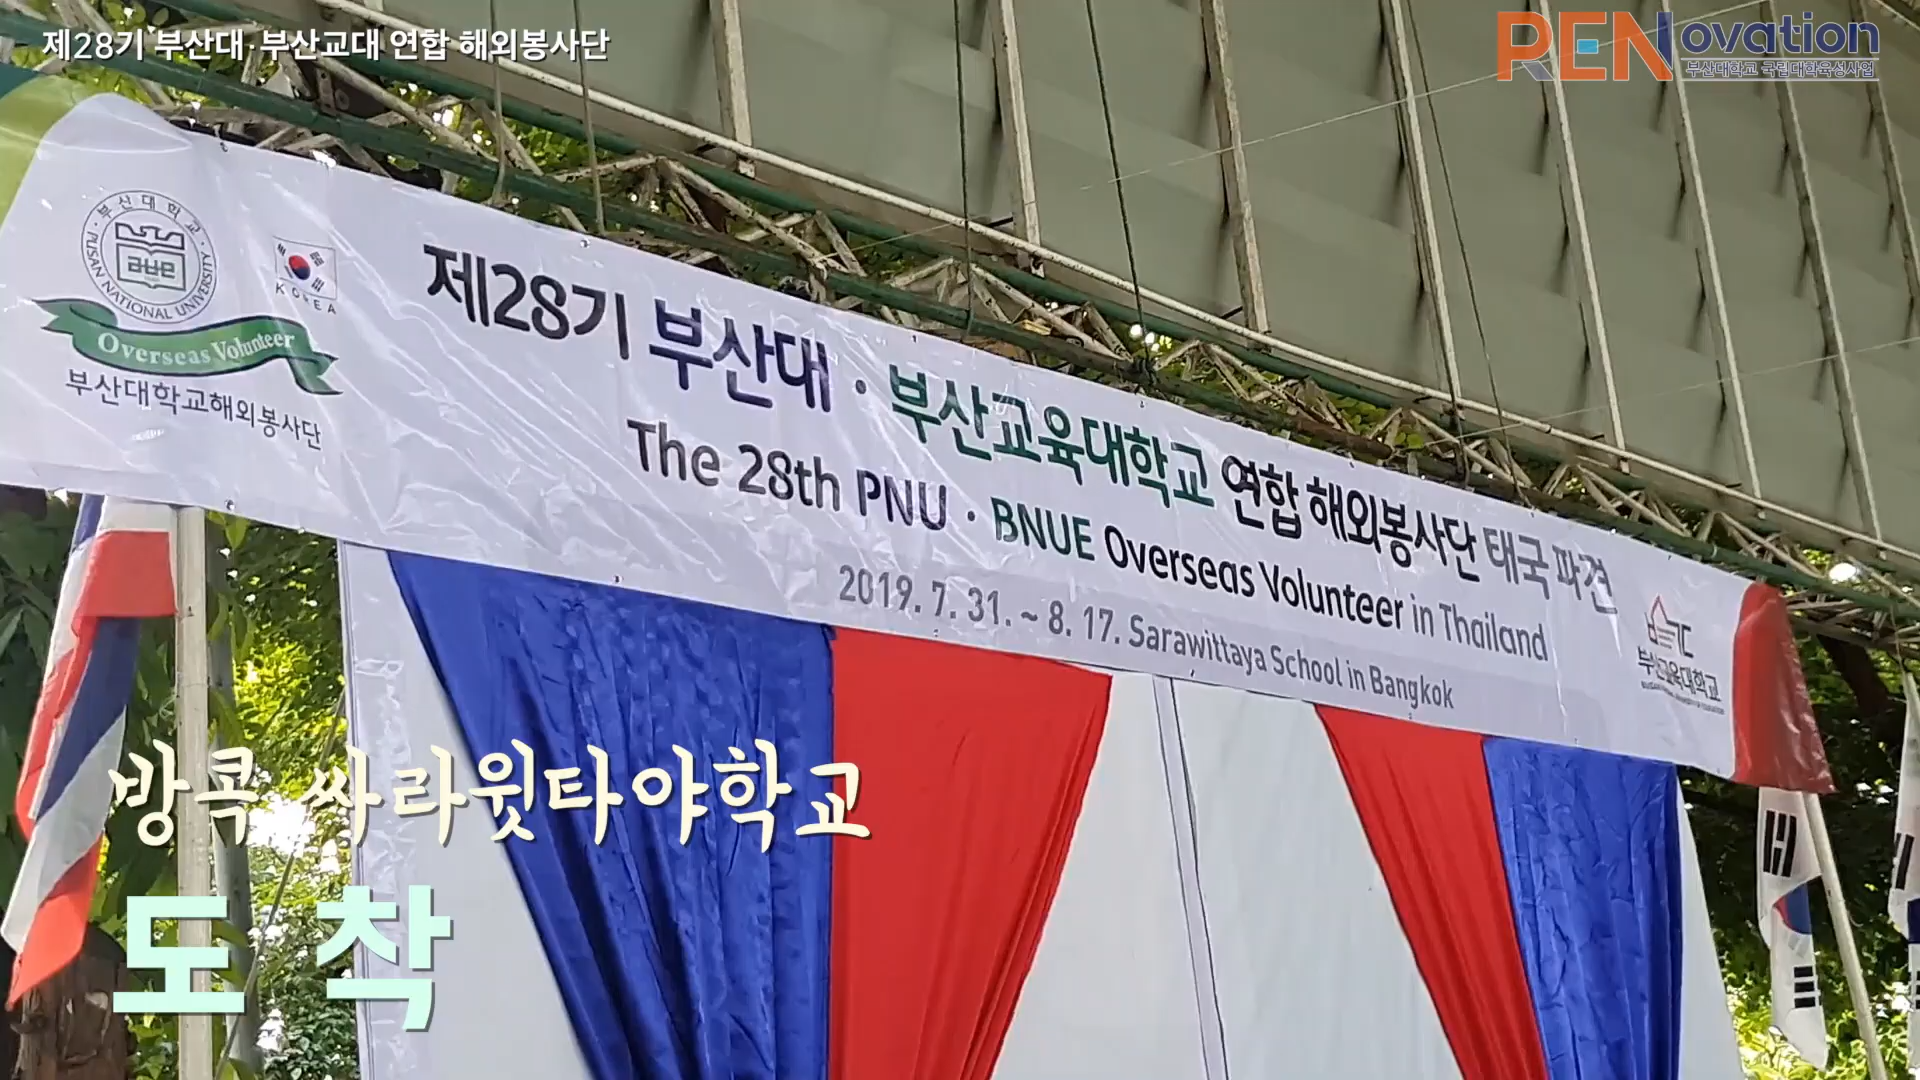 제28기 부산대·부산교대 연합 해외봉사단
RENovation
부산대학교 국립대학육성사업
부산대학교
PUSAN NATIONAL UNIVERSITY
KOREA
Overseas Volunteer
부산대학교해외봉사단
제28기 부산대·부산교육대학교 연합 해외봉사단 태국 파견
The 28th PNU·BNUE Overseas Volunteer in Thailand
2019. 7. 31. ~ 8. 17. Sarawittaya School in Bangkok
부산교육대학교
방콕 싸라윗타야학교
도착